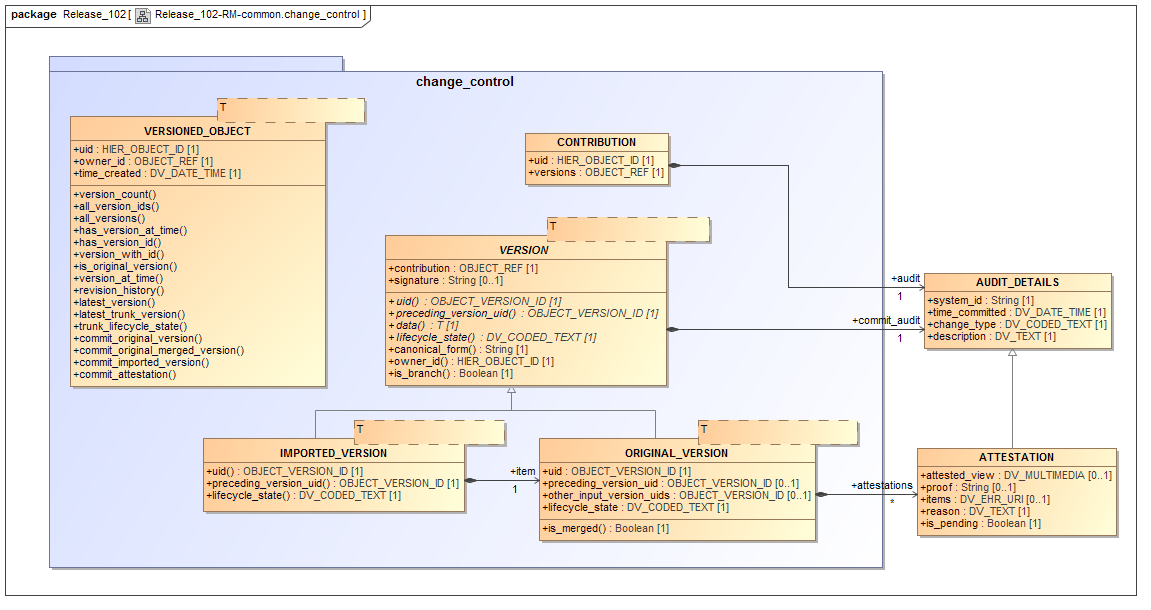 package Release_102 [ Release_102-RM-common.change_control ]
change_control
T
VERSIONED_OBJECT
+uid : HIER_OBJECT_ID [1]
+owner_id : OBJECT_REF [1]
+time_created : DV_DATE_TIME [1]
+version_count()
+all_version_ids()
+all_versions()
+has_version_at_time()
+has_version_id()
+version_with_id()
+is_original_version()
+version_at_time()
+revision_history()
+latest_version()
+latest_trunk_version()
+trunk_lifecycle_state()
+commit_original_version()
+commit_original_merged_version()
+commit_imported_version()
+commit_attestation()
CONTRIBUTION
+uid : HIER_OBJECT_ID [1]
+versions : OBJECT_REF [1]
T
VERSION
+contribution : OBJECT_REF [1]
+signature : String [0..1]
+uid() : OBJECT_VERSION_ID [1]
+preceding_version_uid() : OBJECT_VERSION_ID [1]
+data() : T [1]
+lifecycle_state() : DV_CODED_TEXT [1]
+canonical_form() : String [1]
+owner_id() : HIER_OBJECT_ID [1]
+is_branch() : Boolean [1]
+audit
1
+commit_audit
1
AUDIT_DETAILS
+system_id : String [1]
+time_committed : DV_DATE_TIME [1]
+change_type : DV_CODED_TEXT [1]
+description : DV_TEXT [1]
T
IMPORTED_VERSION
+uid() : OBJECT_VERSION_ID [1]
+preceding_version_uid() : OBJECT_VERSION_ID [1]
+lifecycle_state() : DV_CODED_TEXT [1]
+item
1
T
ORIGINAL_VERSION
+uid : OBJECT_VERSION_ID [1]
+preceding_version_uid : OBJECT_VERSION_ID [0..1]
+other_input_version_uids : OBJECT_VERSION_ID [0..1]
+lifecycle_state : DV_CODED_TEXT [1]
+is_merged() : Boolean [1]
+attestations
*
ATTESTATION
+attested_view : DV_MULTIMEDIA [0..1]
+proof : String [0..1]
+items : DV_EHR_URI [0..1]
+reason : DV_TEXT [1]
+is_pending : Boolean [1]